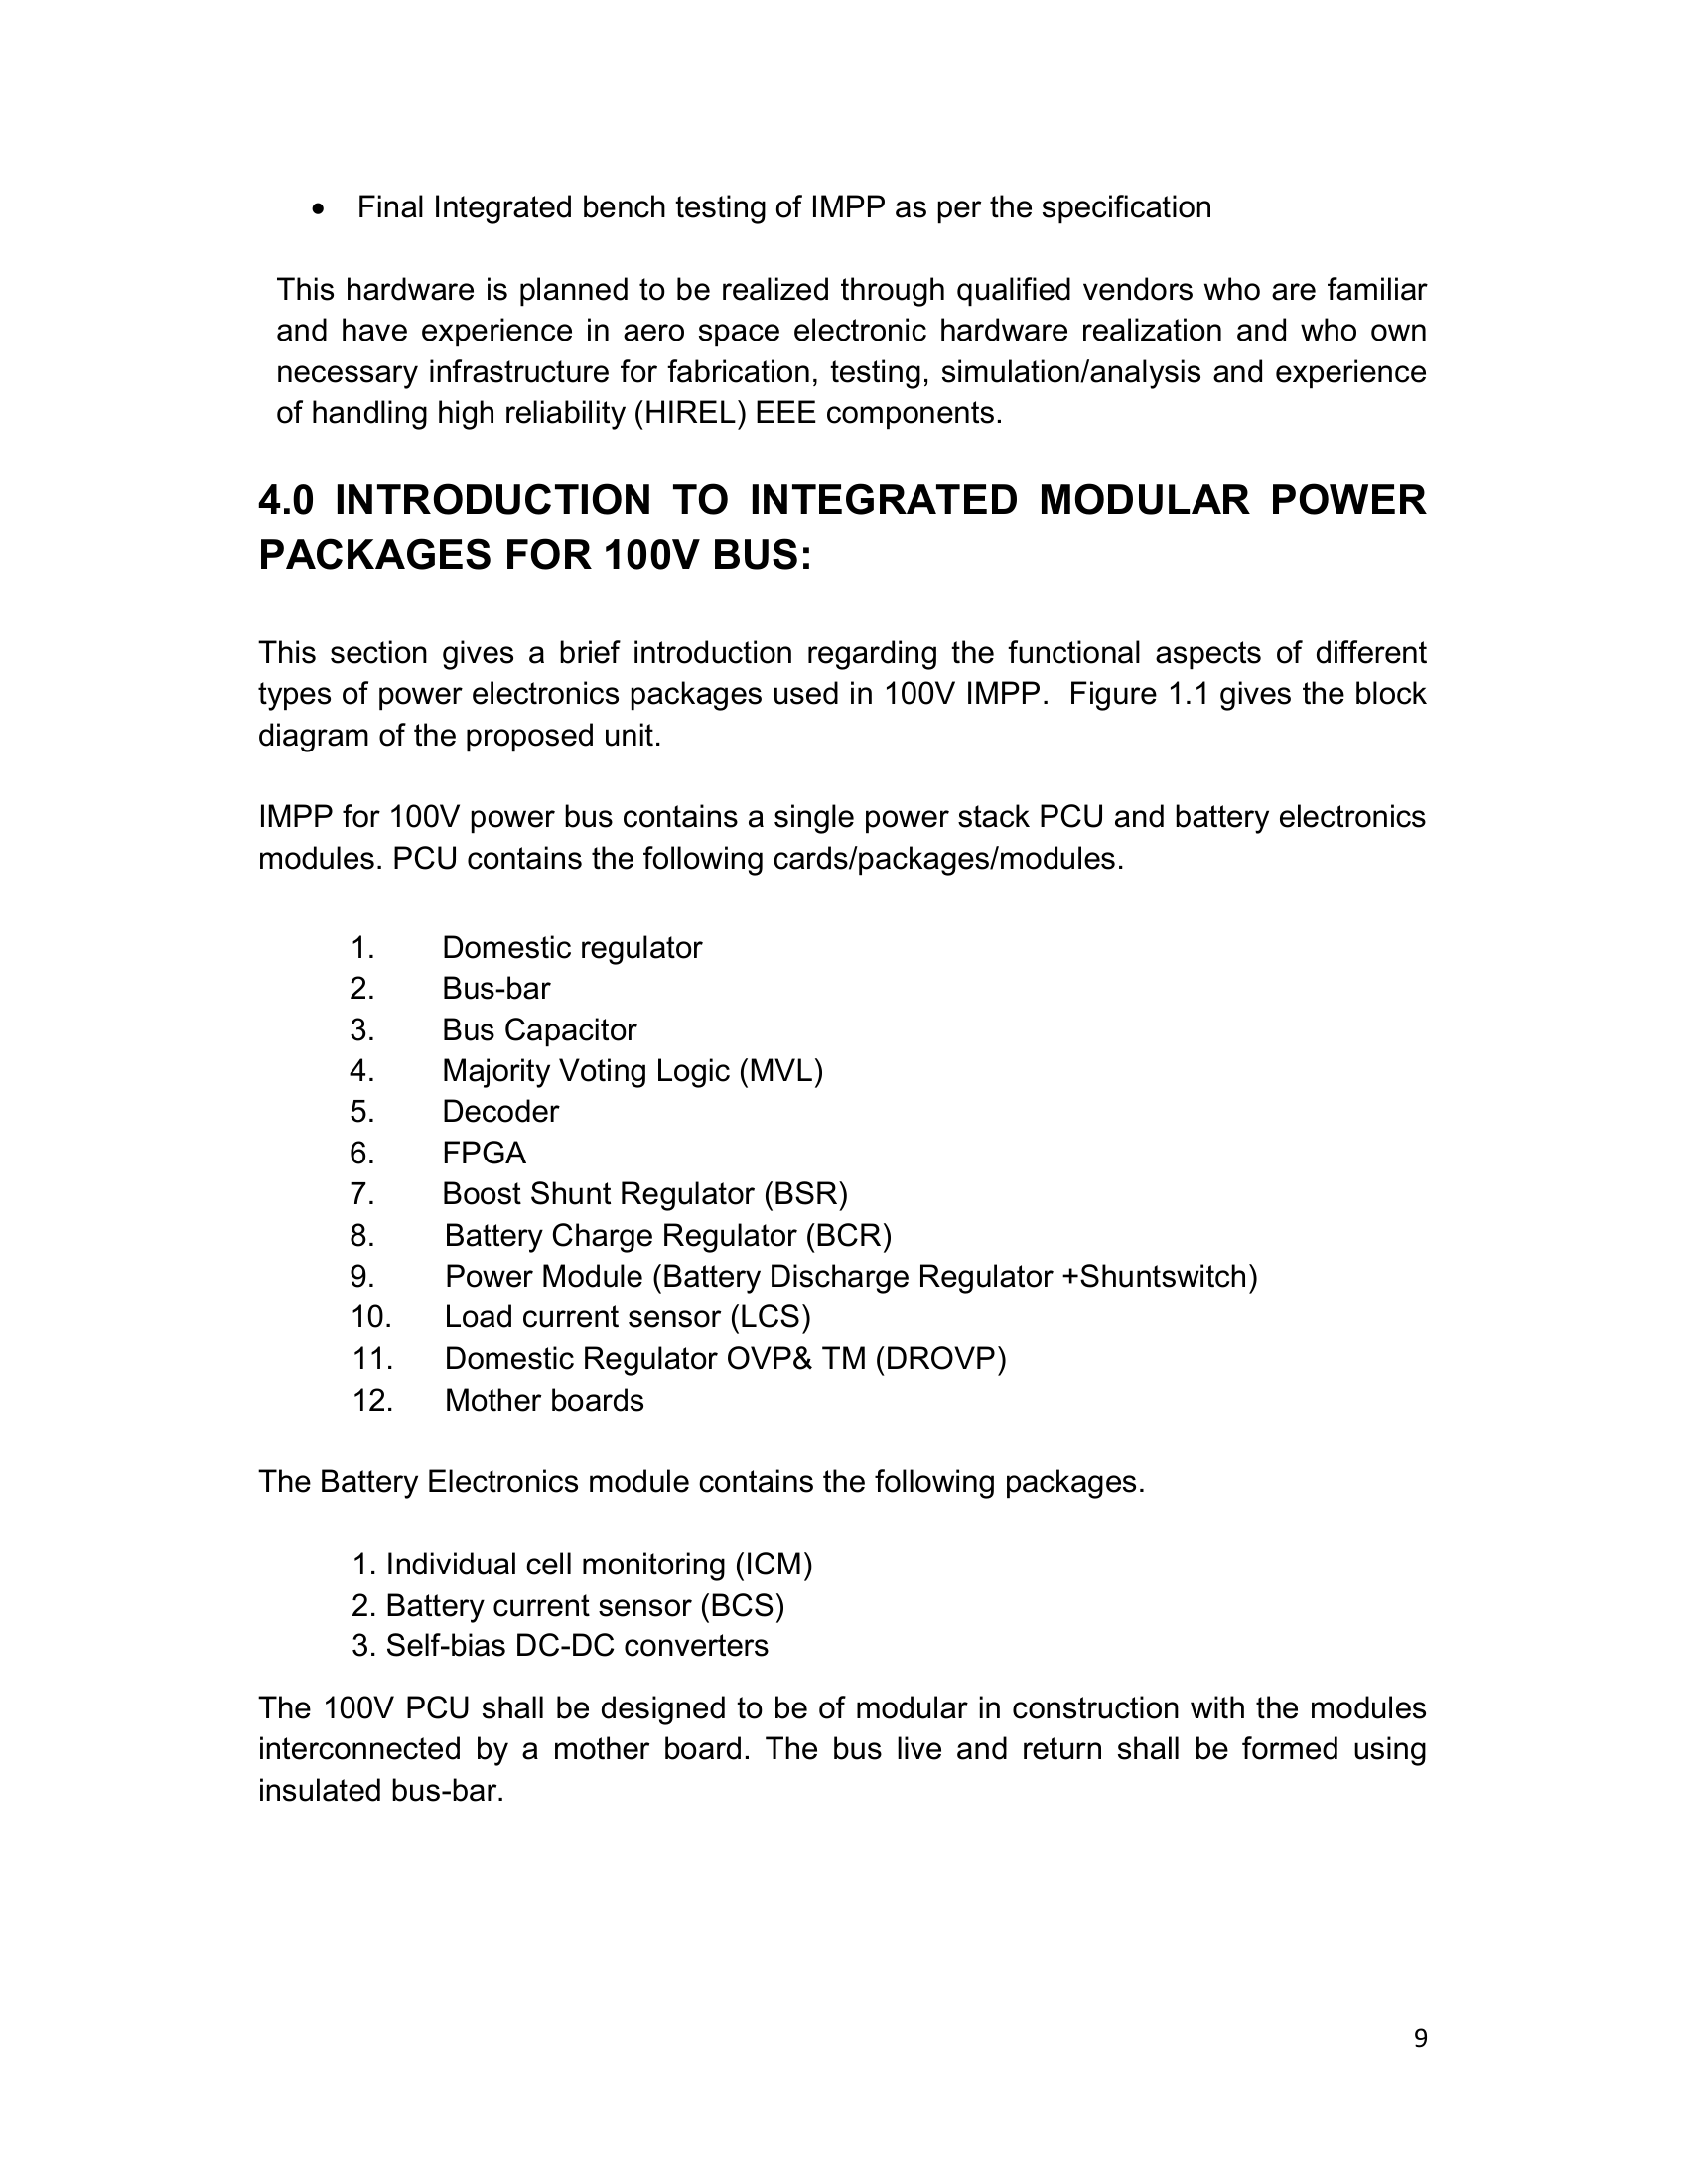 • Final Integrated bench testing of IMPP as per the specification
This hardware is planned to be realized through qualified vendors who are familiar
and have experience in aero space electronic hardware realization and who own
necessary infrastructure for fabrication, testing, simulation/analysis and experience
of handling high reliability (HIREL) EEE components.
4.0 INTRODUCTION TO INTEGRATED MODULAR POWER
PACKAGES FOR 100V BUS:
This section gives a brief introduction regarding the functional aspects of different
types of power electronics packages used in 100V IMPP.  Figure 1.1 gives the block
diagram of the proposed unit.
IMPP for 100V power bus contains a single power stack PCU and battery electronics
modules. PCU contains the following cards/packages/modules.
1. Domestic regulator
2. Bus-bar
3. Bus Capacitor
4. Majority Voting Logic (MVL)
5. Decoder
6. FPGA
7. Boost Shunt Regulator (BSR)
8. Battery Charge Regulator (BCR)
9. Power Module (Battery Discharge Regulator +Shuntswitch)
10. Load current sensor (LCS)
11. Domestic Regulator OVP& TM (DROVP)
12. Mother boards
The Battery Electronics module contains the following packages.
1. Individual cell monitoring (ICM)
2. Battery current sensor (BCS)
3. Self-bias DC-DC converters
The 100V PCU shall be designed to be of modular in construction with the modules
interconnected by a mother board. The bus live and return shall be formed using
insulated bus-bar.
9